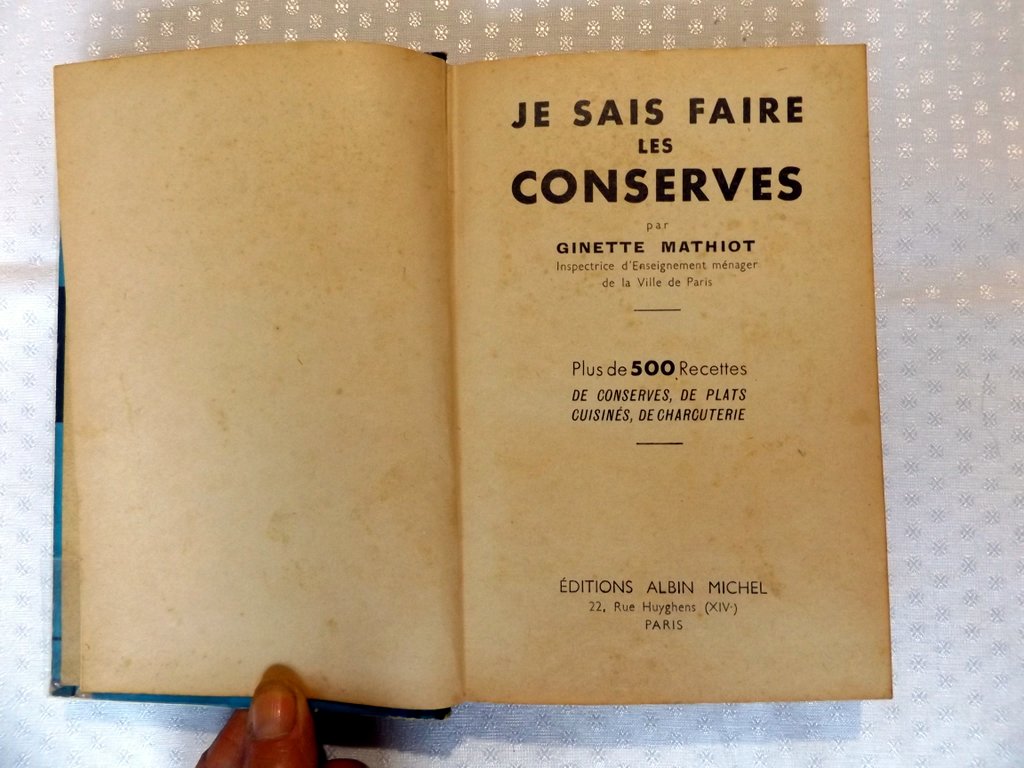 JE SAIS FAIRE
LES
CONSERVES
par
GINETTE MATHIOT
Inspectrice d'Enseignement ménager
de la Ville de Paris
Plus de 500 Recettes
DE CONSERVES, DE PLATS
CUISINÉS, DE CHARCUTERIE
ÉDITIONS ALBIN MICHEL
22, Rue Huyghens (XIVᵉ)
PARIS